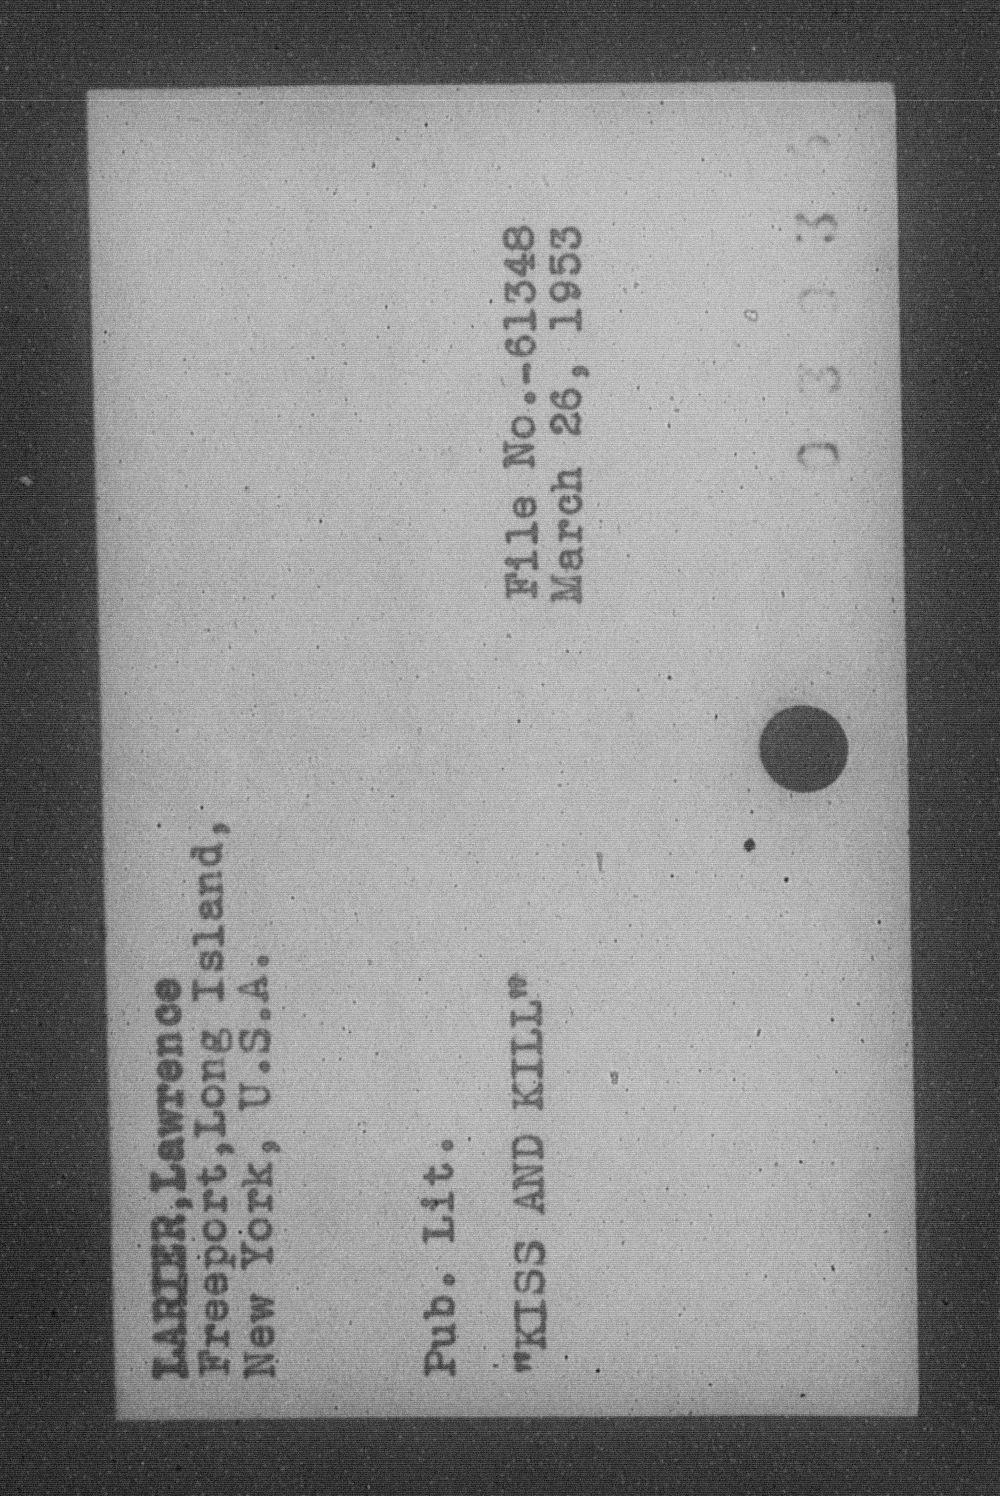 LARIER,Lawrence
Freeport,Long Island,
New York, U.S.A.
Pub. Lit.
"KISS AND KILL"
File No.-61348
March 26, 1953